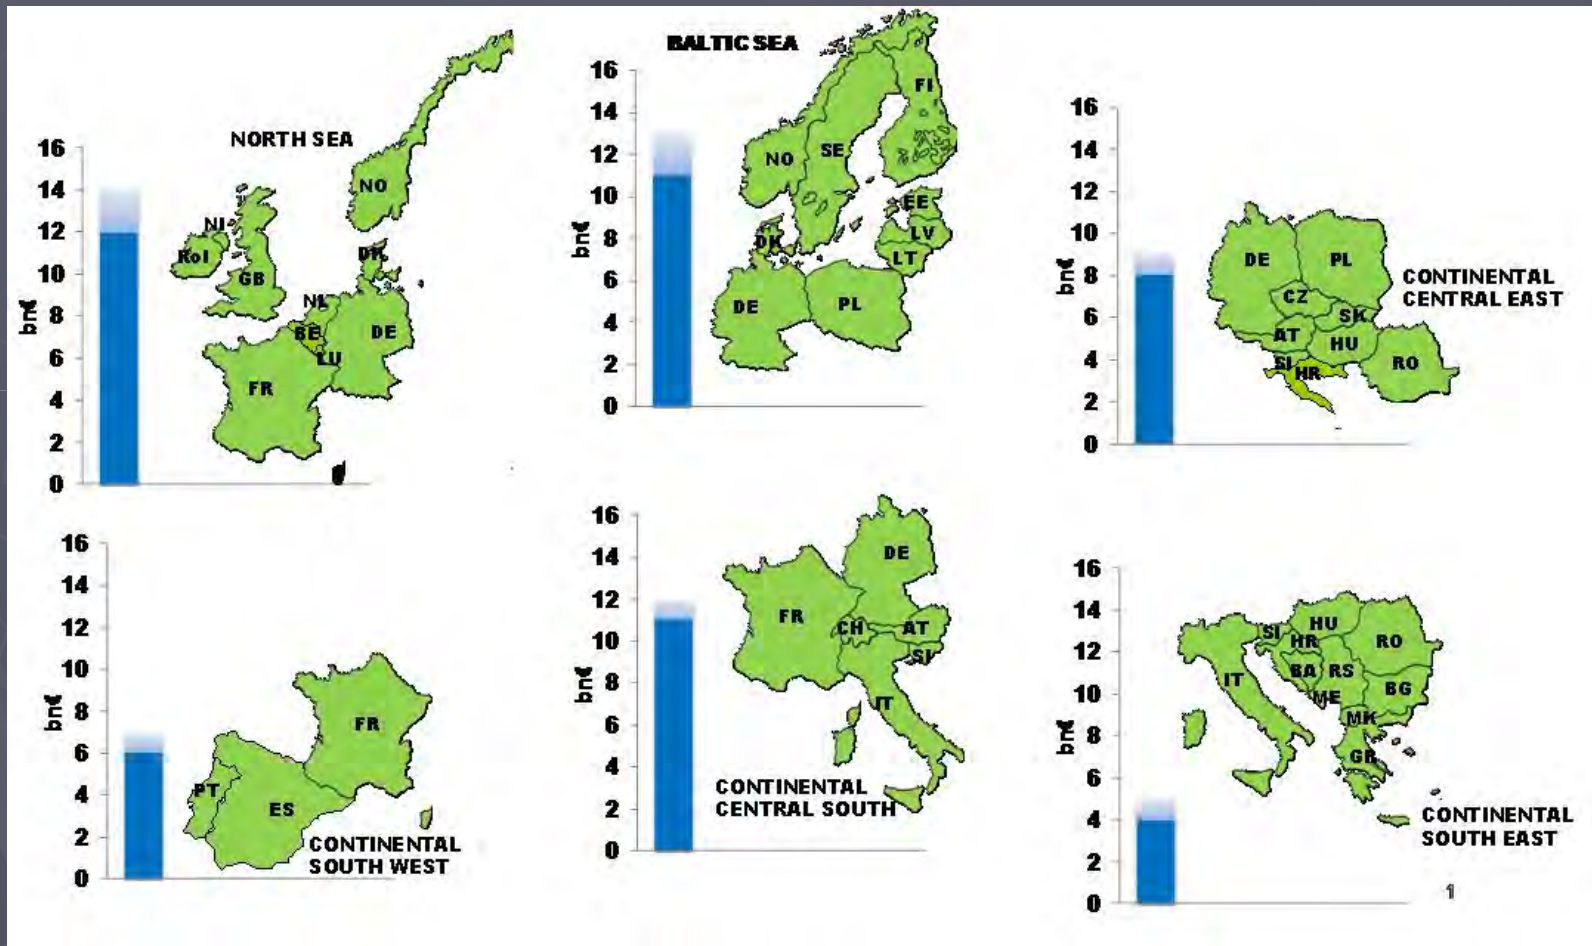 NORTH SEA
16
14
12
10
8
6
4
2
0
bn€
NO
NI
RoI
GB
DK
NL
BE
DE
LU
FR
BALTIC SEA
16
14
12
10
8
6
4
2
0
bn€
FI
NO
SE
EE
DK
LV
LT
DE
PL
16
14
12
10
8
6
4
2
0
bn€
DE
PL
CZ
SK
AT
HU
SI
HR
RO
CONTINENTAL
CENTRAL EAST
16
14
12
10
8
6
4
2
0
bn€
FR
PT
ES
CONTINENTAL
SOUTH WEST
16
14
12
10
8
6
4
2
0
bn€
DE
FR
CH
AT
SI
IT
CONTINENTAL
CENTRAL SOUTH
16
14
12
10
8
6
4
2
0
bn€
HU
SI
HR
RO
IT
BA
RS
BG
ME
MK
GR
CONTINENTAL
SOUTH EAST
1